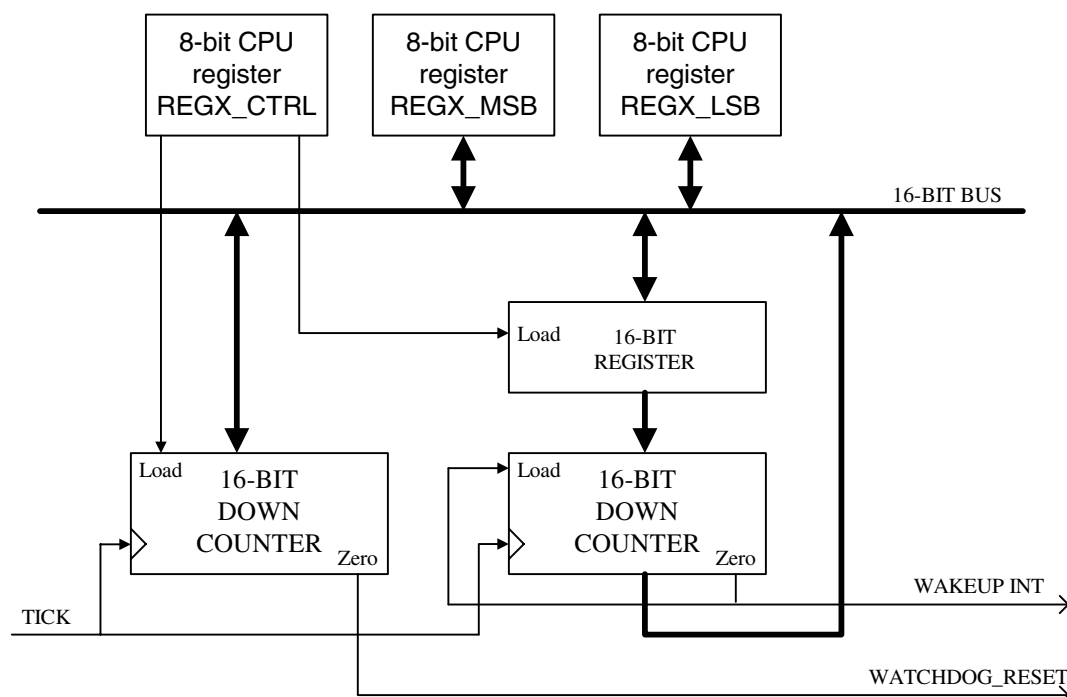 8-bit CPU
register
REGX_CTRL
8-bit CPU
register
REGX_MSB
8-bit CPU
register
REGX_LSB
16-BIT BUS
Load
16-BIT
REGISTER
Load
16-BIT
DOWN
COUNTER
Zero
Load
16-BIT
DOWN
COUNTER
Zero
WAKEUP INT
TICK
WATCHDOG_RESET